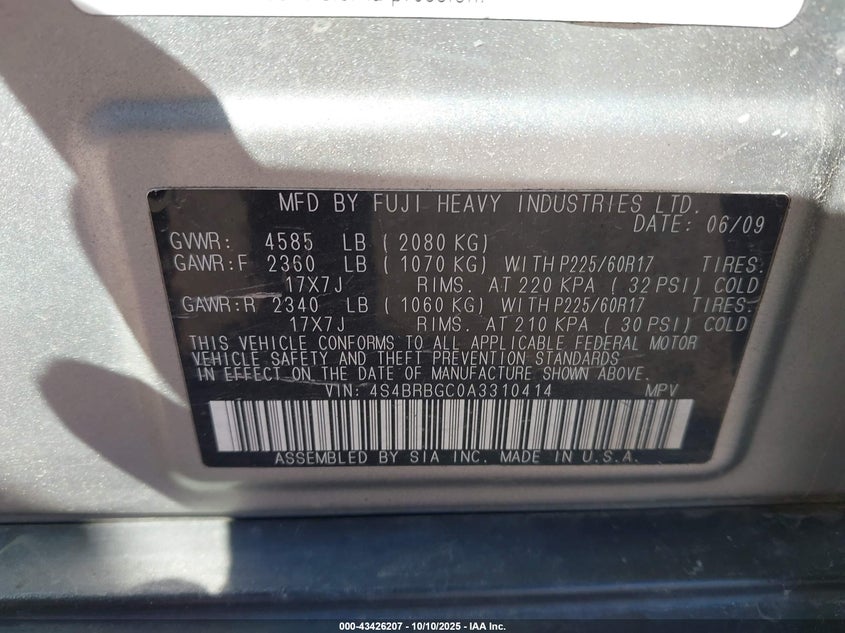 MFD BY FUJI HEAVY INDUSTRIES LTD.
DATE: 06/09
GVWR: 4585 LB ( 2080 KG)
GAWR:F 2360 LB ( 1070 KG) WITH P225/60R17 TIRES.
17X7J RIMS. AT 220 KPA ( 32 PSI) COLD
GAWR:R 2340 LB ( 1060 KG) WITH P225/60R17 TIRES.
17X7J RIMS. AT 210 KPA ( 30 PSI) COLD
THIS VEHICLE CONFORMS TO ALL APPLICABLE FEDERAL MOTOR
VEHICLE SAFETY AND THEFT PREVENTION STANDARDS
IN EFFECT ON THE DATE OF MANUFACTURE SHOWN ABOVE.
VIN: 4S4BRBGC0A3310414 MPV
ASSEMBLED BY SIA INC. MADE IN U.S.A.
000-43426207 - 10/10/2025 - IAA Inc.